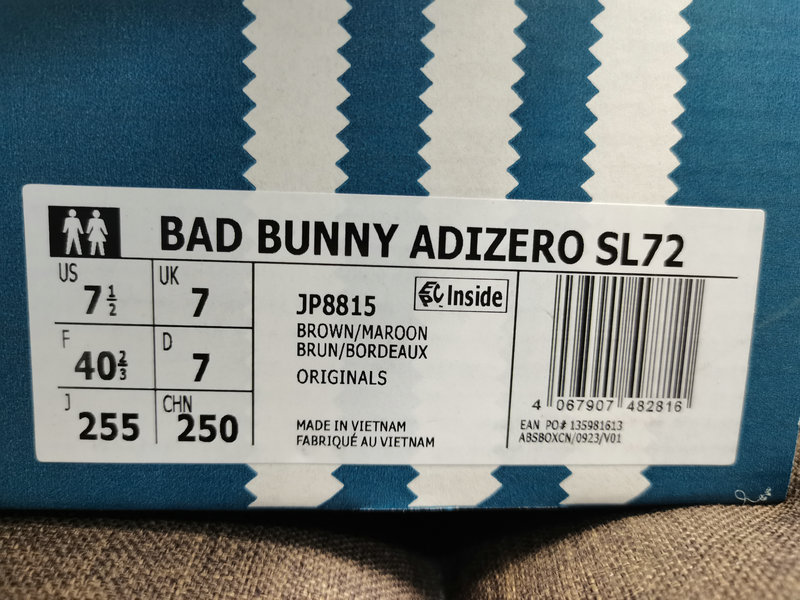 BAD BUNNY ADIZERO SL72
US 7 1/2
UK 7
F 40 2/3
D 7
J 255
CHN 250
JP8815
Inside
BROWN/MAROON
BRUN/BORDEAUX
ORIGINALS
MADE IN VIETNAM
FABRIQUÉ AU VIETNAM
4 067907 482816
EAN PO# 135981613
ABSBOXCN/0923/V01